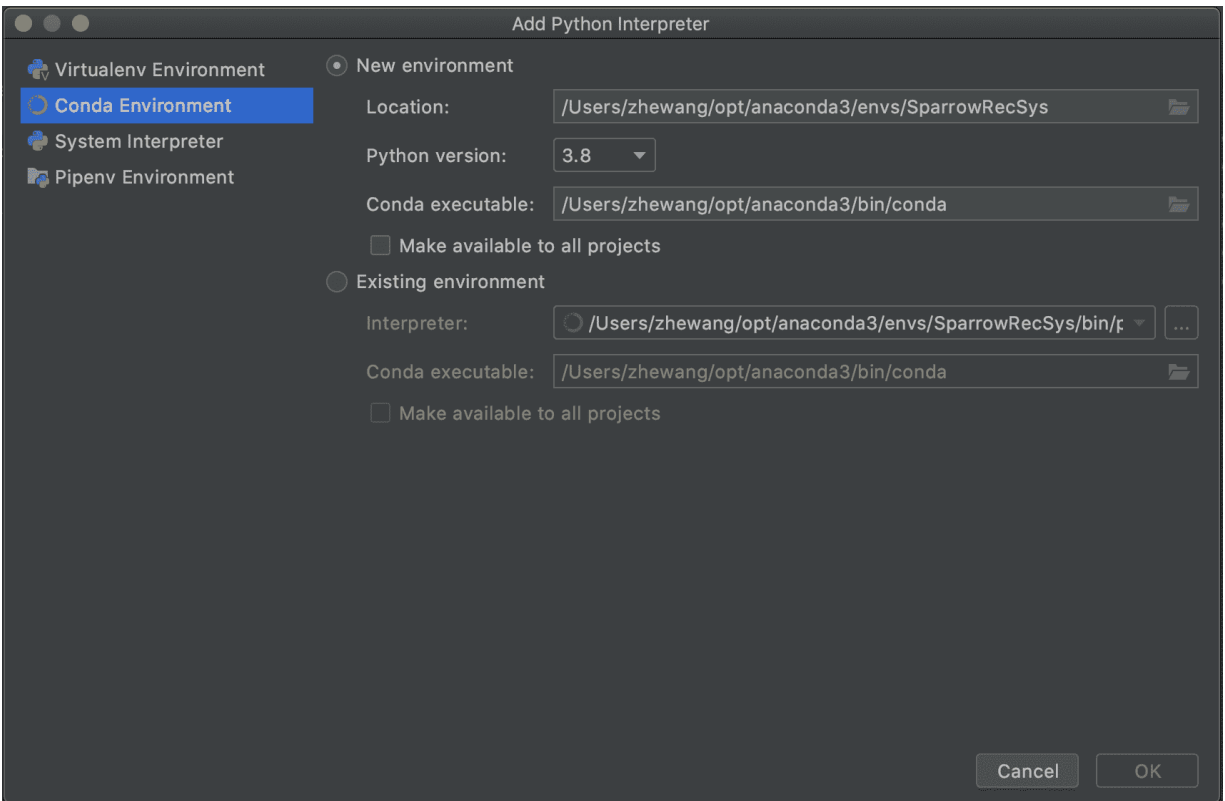 Add Python Interpreter
Virtualenv Environment
Conda Environment
System Interpreter
Pipenv Environment
New environment
Location: /Users/zhewang/opt/anaconda3/envs/SparrowRecSys
Python version: 3.8
Conda executable: /Users/zhewang/opt/anaconda3/bin/conda
Make available to all projects
Existing environment
Interpreter: /Users/zhewang/opt/anaconda3/envs/SparrowRecSys/bin/p ...
Conda executable: /Users/zhewang/opt/anaconda3/bin/conda
Make available to all projects
Cancel OK